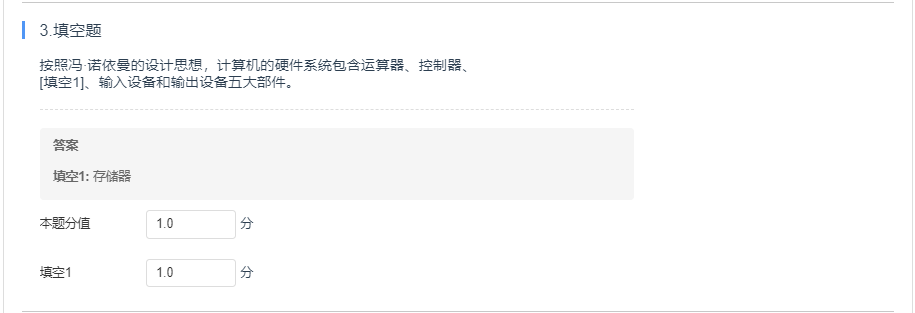 3.填空题
按照冯·诺依曼的设计思想，计算机的硬件系统包含运算器、控制器、
[填空1]、输入设备和输出设备五大部件。
答案
填空1: 存储器
本题分值 1.0 分
填空1 1.0 分